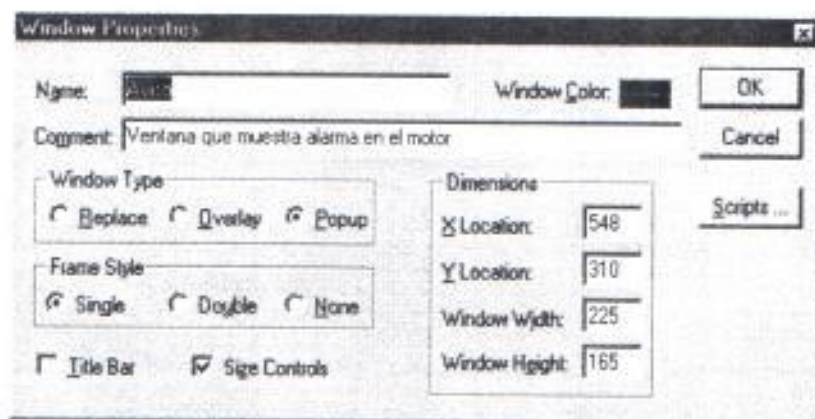 Window Properties
Name:
Window Color:
OK
Comment: Ventana que muestra alarma en el motor
Cancel
Window Type
Replace Overlay Popup
Frame Style
Single Double None
Title Bar Size Controls
Dimensions
X Location: 548
Y Location: 310
Window Width: 225
Window Height: 165
Scripts ...